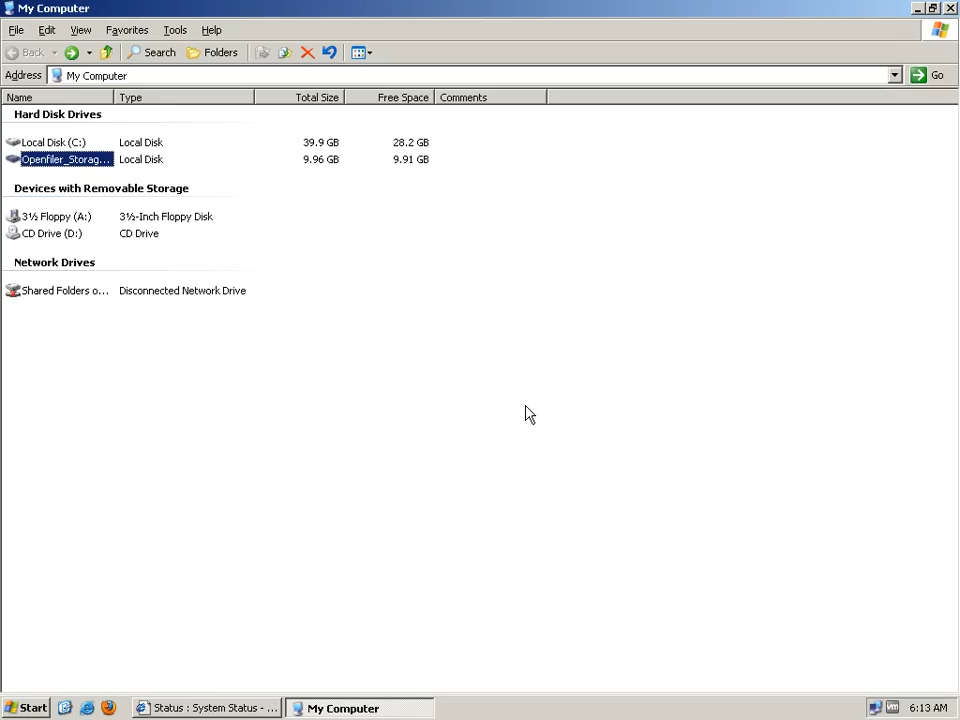 My Computer
File Edit View Favorites Tools Help
Back Search Folders
Address My Computer Go
Name Type Total Size Free Space Comments
Hard Disk Drives
Local Disk (C:) Local Disk 39.9 GB 28.2 GB
Openfiler_Storag... Local Disk 9.96 GB 9.91 GB
Devices with Removable Storage
3½ Floppy (A:) 3½-Inch Floppy Disk
CD Drive (D:) CD Drive
Network Drives
Shared Folders o... Disconnected Network Drive
Start Status : System Status - ... My Computer vm 6:13 AM